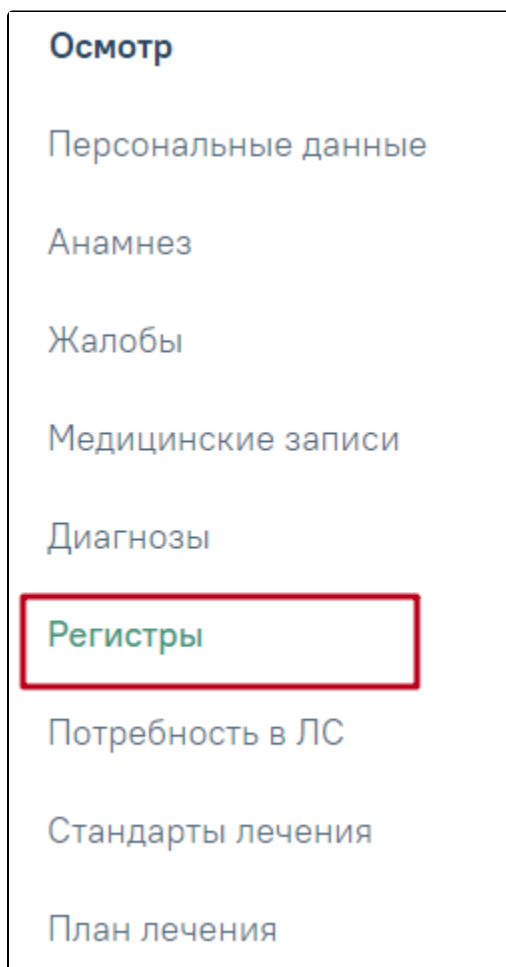 Осмотр
Персональные данные
Анамнез
Жалобы
Медицинские записи
Диагнозы
Регистры
Потребность в ЛС
Стандарты лечения
План лечения